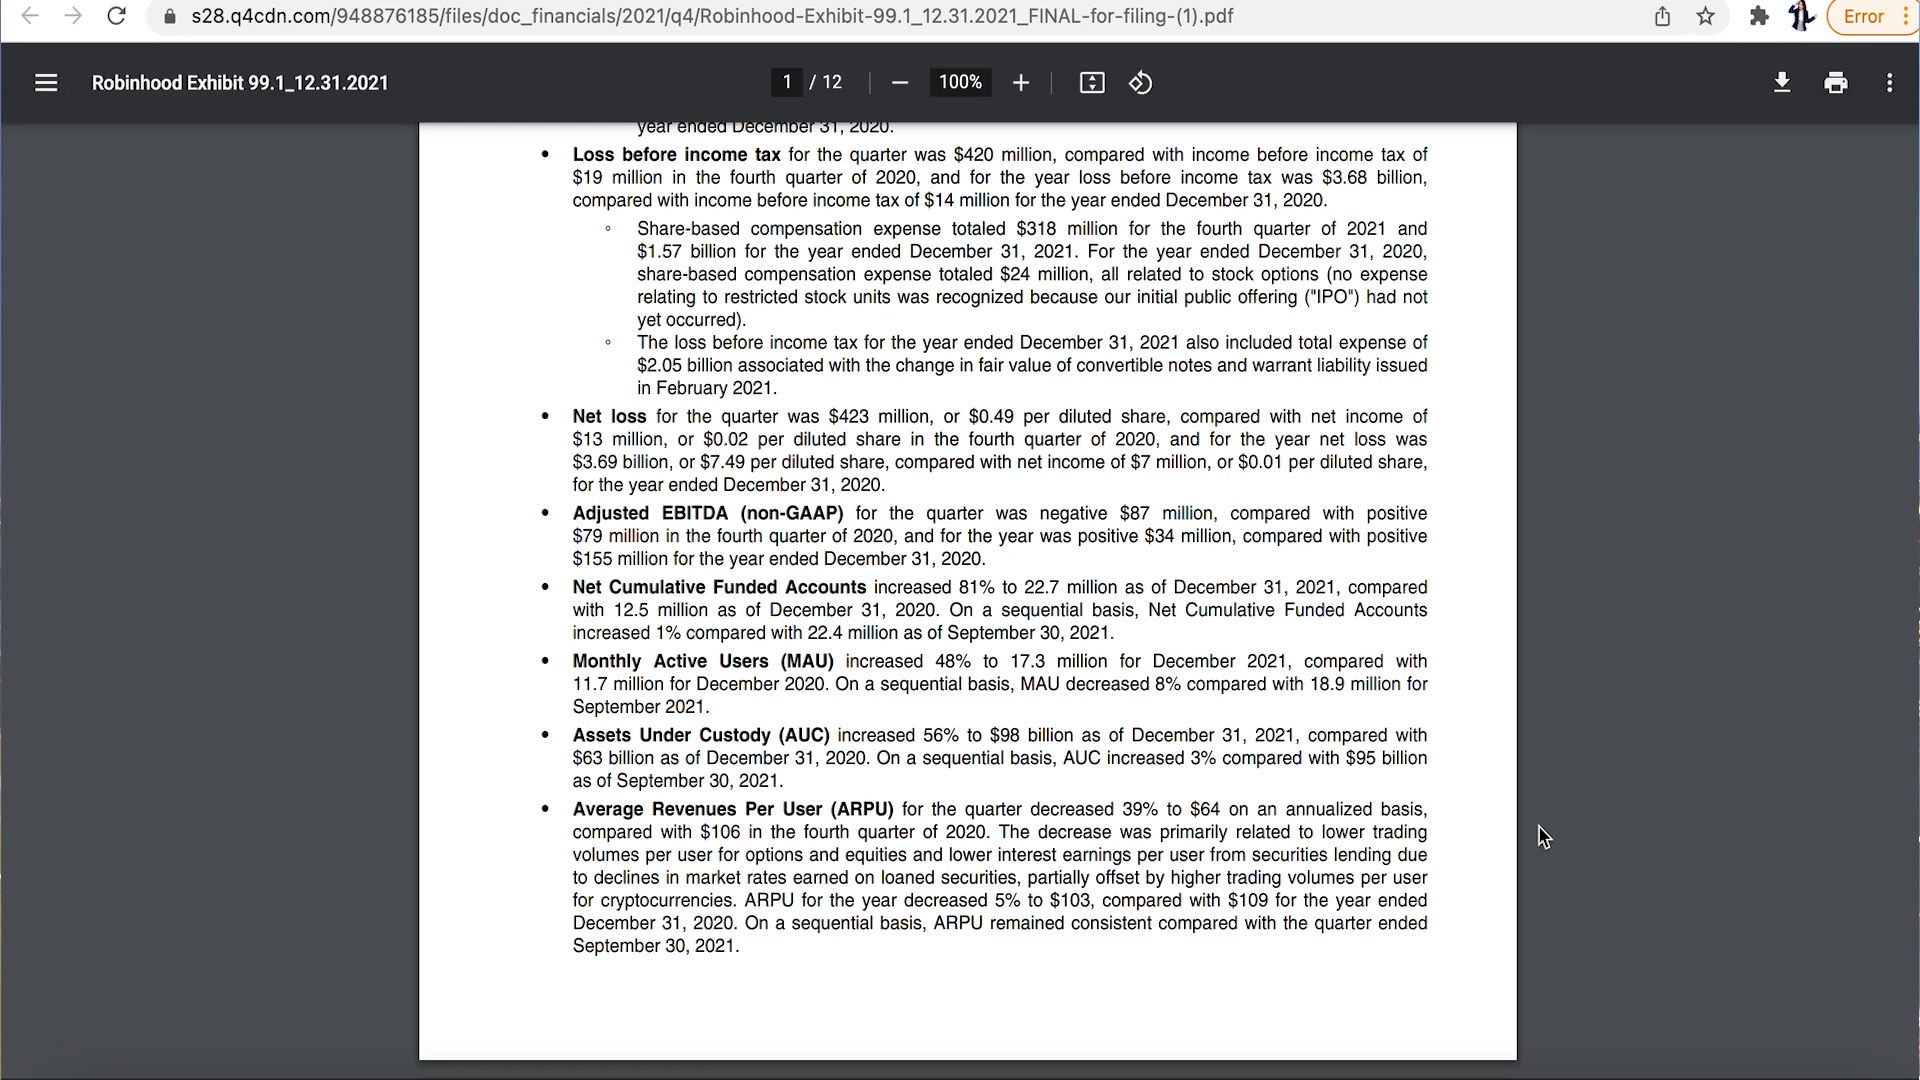 s28.q4cdn.com/948876185/files/doc_financials/2021/q4/Robinhood-Exhibit-99.1_12.31.2021_FINAL-for-filing-(1).pdf
Error
Robinhood Exhibit 99.1_12.31.2021
1 / 12
100%
year ended December 31, 2020.
• Loss before income tax for the quarter was $420 million, compared with income before income tax of
$19 million in the fourth quarter of 2020, and for the year loss before income tax was $3.68 billion,
compared with income before income tax of $14 million for the year ended December 31, 2020.
◦ Share-based compensation expense totaled $318 million for the fourth quarter of 2021 and
$1.57 billion for the year ended December 31, 2021. For the year ended December 31, 2020,
share-based compensation expense totaled $24 million, all related to stock options (no expense
relating to restricted stock units was recognized because our initial public offering ("IPO") had not
yet occurred).
◦ The loss before income tax for the year ended December 31, 2021 also included total expense of
$2.05 billion associated with the change in fair value of convertible notes and warrant liability issued
in February 2021.
• Net loss for the quarter was $423 million, or $0.49 per diluted share, compared with net income of
$13 million, or $0.02 per diluted share in the fourth quarter of 2020, and for the year net loss was
$3.69 billion, or $7.49 per diluted share, compared with net income of $7 million, or $0.01 per diluted share,
for the year ended December 31, 2020.
• Adjusted EBITDA (non-GAAP) for the quarter was negative $87 million, compared with positive
$79 million in the fourth quarter of 2020, and for the year was positive $34 million, compared with positive
$155 million for the year ended December 31, 2020.
• Net Cumulative Funded Accounts increased 81% to 22.7 million as of December 31, 2021, compared
with 12.5 million as of December 31, 2020. On a sequential basis, Net Cumulative Funded Accounts
increased 1% compared with 22.4 million as of September 30, 2021.
• Monthly Active Users (MAU) increased 48% to 17.3 million for December 2021, compared with
11.7 million for December 2020. On a sequential basis, MAU decreased 8% compared with 18.9 million for
September 2021.
• Assets Under Custody (AUC) increased 56% to $98 billion as of December 31, 2021, compared with
$63 billion as of December 31, 2020. On a sequential basis, AUC increased 3% compared with $95 billion
as of September 30, 2021.
• Average Revenues Per User (ARPU) for the quarter decreased 39% to $64 on an annualized basis,
compared with $106 in the fourth quarter of 2020. The decrease was primarily related to lower trading
volumes per user for options and equities and lower interest earnings per user from securities lending due
to declines in market rates earned on loaned securities, partially offset by higher trading volumes per user
for cryptocurrencies. ARPU for the year decreased 5% to $103, compared with $109 for the year ended
December 31, 2020. On a sequential basis, ARPU remained consistent compared with the quarter ended
September 30, 2021.